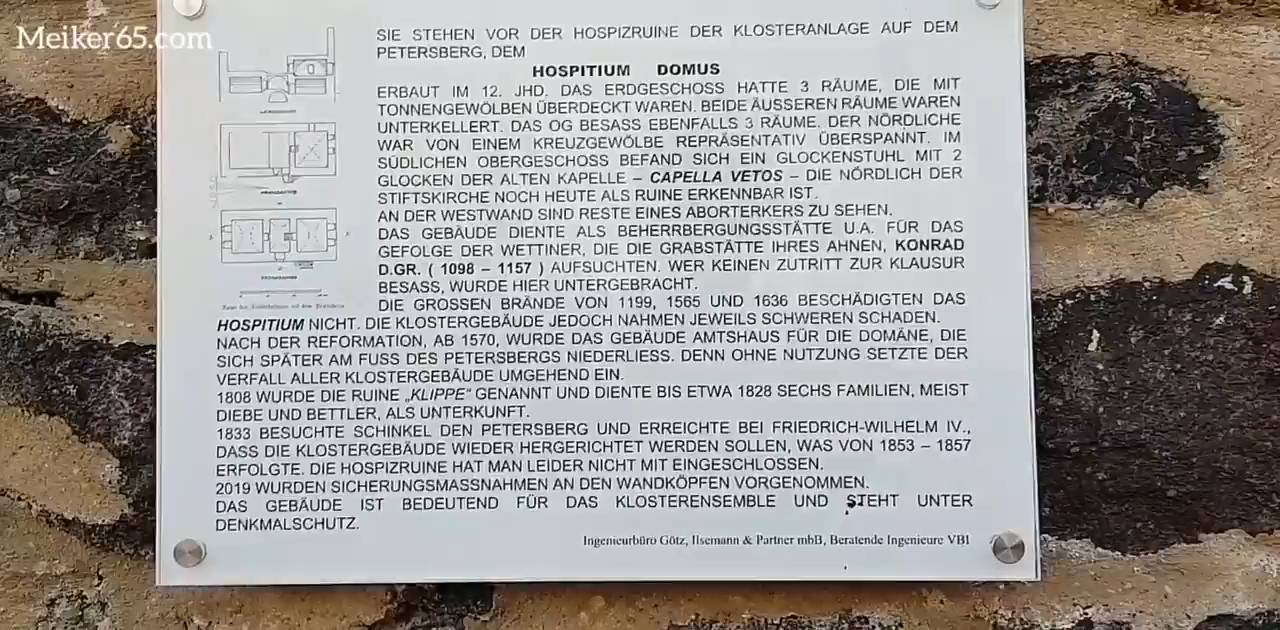 Meiker65.com
SIE STEHEN VOR DER HOSPIZRUINE DER KLOSTERANLAGE AUF DEM
PETERSBERG, DEM
HOSPITIUM DOMUS
ERBAUT IM 12. JHD. DAS ERDGESCHOSS HATTE 3 RÄUME, DIE MIT
TONNENGEWÖLBEN ÜBERDECKT WAREN. BEIDE ÄUSSEREN RÄUME WAREN
UNTERKELLERT. DAS OG BESASS EBENFALLS 3 RÄUME. DER NÖRDLICHE
WAR VON EINEM KREUZGEWÖLBE REPRÄSENTATIV ÜBERSPANNT. IM
SÜDLICHEN OBERGESCHOSS BEFAND SICH EIN GLOCKENSTUHL MIT 2
GLOCKEN DER ALTEN KAPELLE – CAPELLA VETOS – DIE NÖRDLICH DER
STIFTSKIRCHE NOCH HEUTE ALS RUINE ERKENNBAR IST.
AN DER WESTWAND SIND RESTE EINES ABORTERKERS ZU SEHEN.
DAS GEBÄUDE DIENTE ALS BEHERRBERGUNGSSTÄTTE U.A. FÜR DAS
GEFOLGE DER WETTINER, DIE DIE GRABSTÄTTE IHRES AHNEN, KONRAD
D.GR. ( 1098 – 1157 ) AUFSUCHTEN. WER KEINEN ZUTRITT ZUR KLAUSUR
BESASS, WURDE HIER UNTERGEBRACHT.
DIE GROSSEN BRÄNDE VON 1199, 1565 UND 1636 BESCHÄDIGTEN DAS
HOSPITIUM NICHT. DIE KLOSTERGEBÄUDE JEDOCH NAHMEN JEWEILS SCHWEREN SCHADEN.
NACH DER REFORMATION, AB 1570, WURDE DAS GEBÄUDE AMTSHAUS FÜR DIE DOMÄNE, DIE
SICH SPÄTER AM FUSS DES PETERSBERGS NIEDERLIESS. DENN OHNE NUTZUNG SETZTE DER
VERFALL ALLER KLOSTERGEBÄUDE UMGEHEND EIN.
1808 WURDE DIE RUINE „KLIPPE" GENANNT UND DIENTE BIS ETWA 1828 SECHS FAMILIEN, MEIST
DIEBE UND BETTLER, ALS UNTERKUNFT.
1833 BESUCHTE SCHINKEL DEN PETERSBERG UND ERREICHTE BEI FRIEDRICH-WILHELM IV.,
DASS DIE KLOSTERGEBÄUDE WIEDER HERGERICHTET WERDEN SOLLEN, WAS VON 1853 – 1857
ERFOLGTE. DIE HOSPIZRUINE HAT MAN LEIDER NICHT MIT EINGESCHLOSSEN.
2019 WURDEN SICHERUNGSMASSNAHMEN AN DEN WANDKÖPFEN VORGENOMMEN.
DAS GEBÄUDE IST BEDEUTEND FÜR DAS KLOSTERENSEMBLE UND STEHT UNTER
DENKMALSCHUTZ.
Ingenieurbüro Götz, Ilsemann & Partner mbB, Beratende Ingenieure VBI